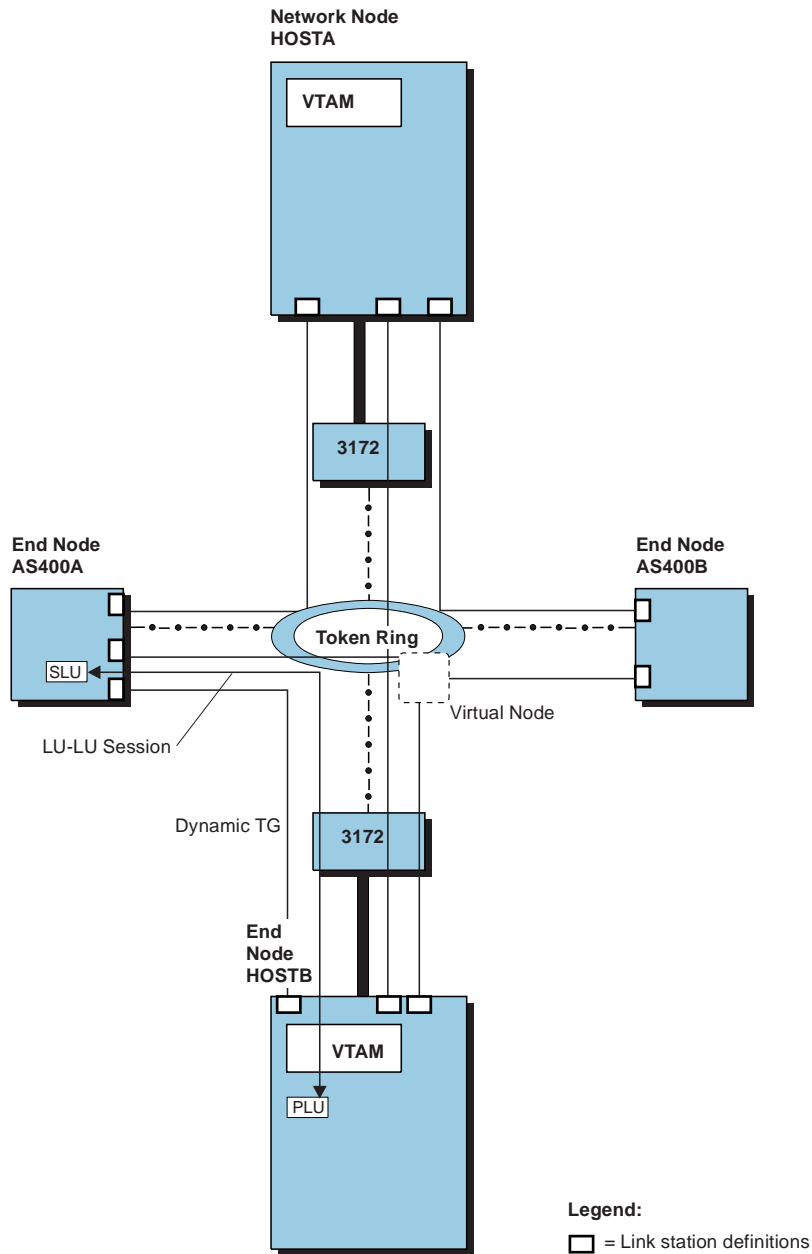 Network Node
HOSTA
VTAM
3172
End Node
AS400A
End Node
AS400B
Token Ring
SLU
Virtual Node
LU-LU Session
Dynamic TG
3172
End
Node
HOSTB
VTAM
PLU
Legend:
= Link station definitions